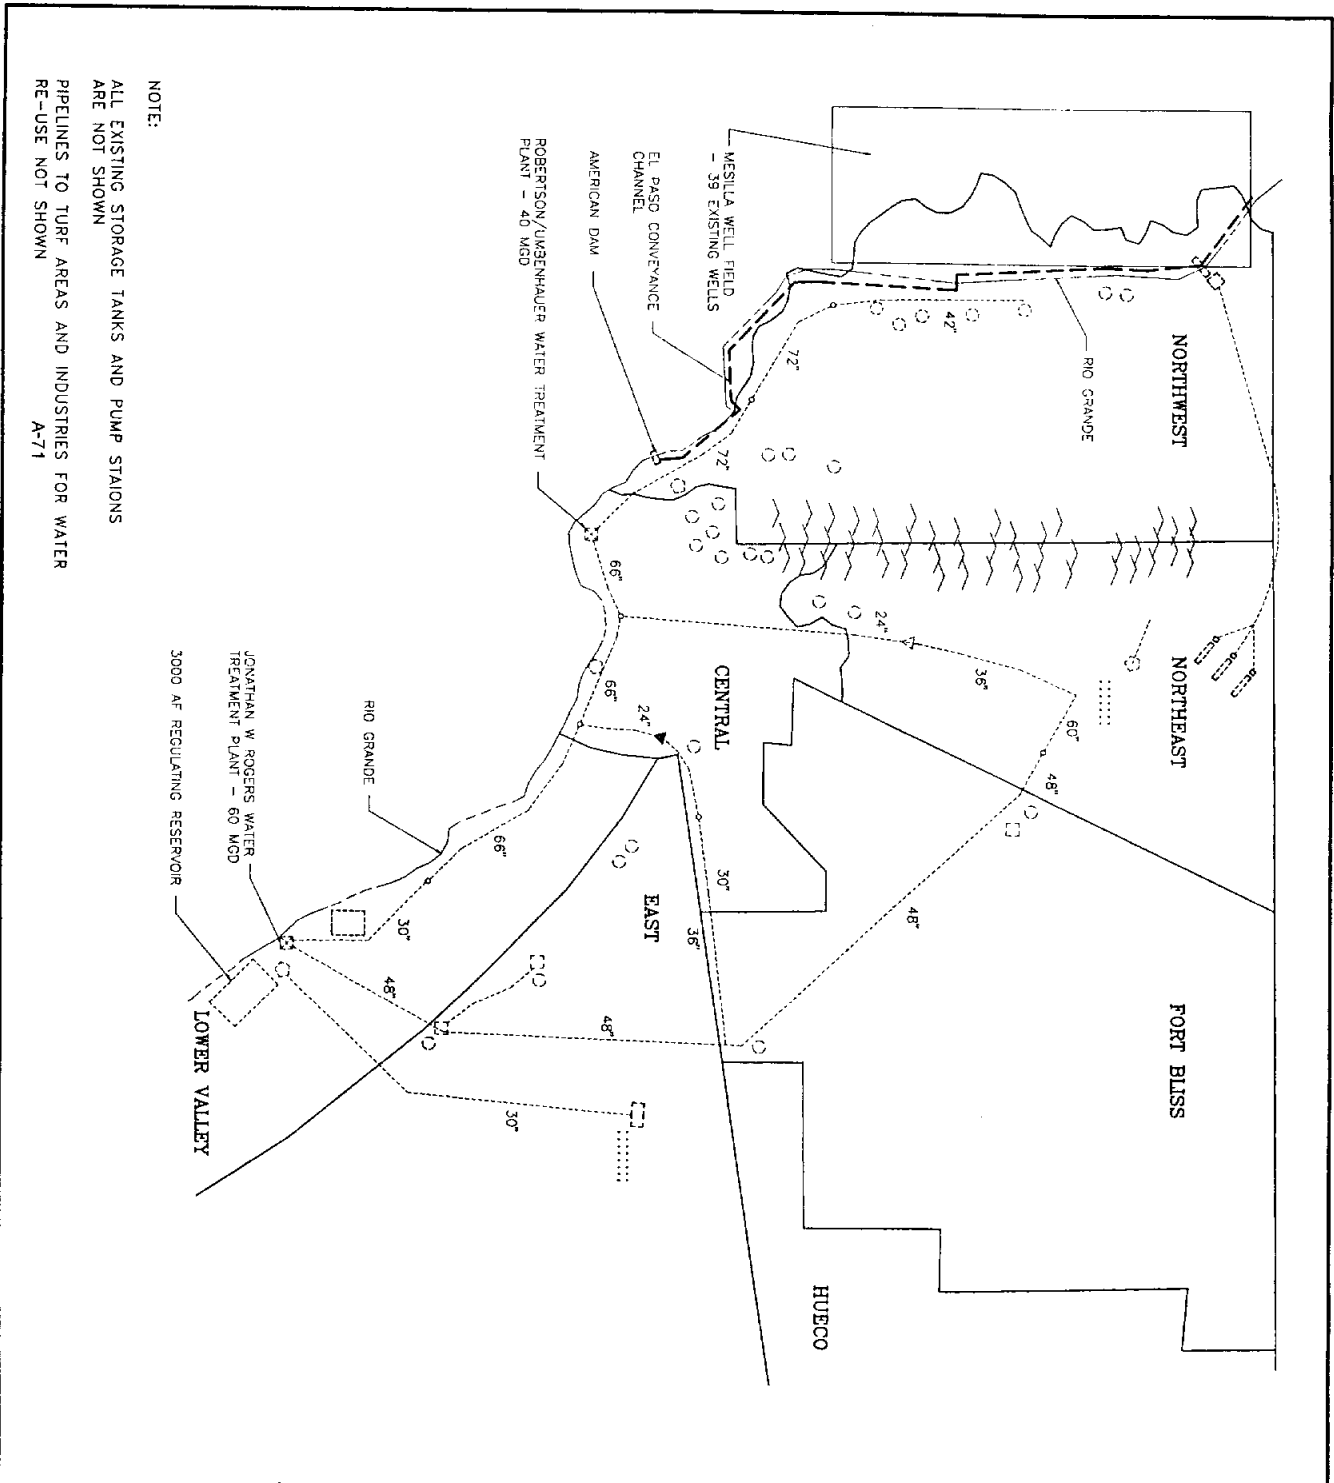 NORTHWEST
NORTHEAST
FORT BLISS
RIO GRANDE
42"
72"
72"
24"
36"
60"
48"
48"
HUECO
MESILLA WELL FIELD
- 39 EXISTING WELLS
EL PASO CONVEYANCE
CHANNEL
AMERICAN DAM
ROBERTSON/UMBENHAUER WATER TREATMENT
PLANT - 40 MGD
CENTRAL
66"
66"
24"
30"
36"
EAST
66"
30"
48"
48"
30"
RIO GRANDE
JONATHAN W ROGERS WATER
TREATMENT PLANT - 60 MGD
3000 AF REGULATING RESERVOIR
LOWER VALLEY
NOTE:
ALL EXISTING STORAGE TANKS AND PUMP STAIONS
ARE NOT SHOWN
PIPELINES TO TURF AREAS AND INDUSTRIES FOR WATER
RE-USE NOT SHOWN
A-71